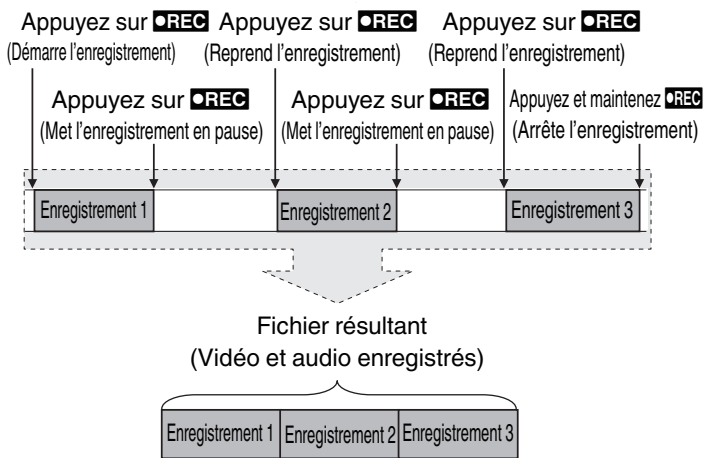 Appuyez sur ●REC Appuyez sur ●REC Appuyez sur ●REC
(Démarre l'enregistrement) (Reprend l'enregistrement) (Reprend l'enregistrement)
Appuyez sur ●REC Appuyez sur ●REC Appuyez et maintenez ●REC
(Met l'enregistrement en pause) (Met l'enregistrement en pause) (Arrête l'enregistrement)
Enregistrement 1 Enregistrement 2 Enregistrement 3
Fichier résultant
(Vidéo et audio enregistrés)
Enregistrement 1 Enregistrement 2 Enregistrement 3